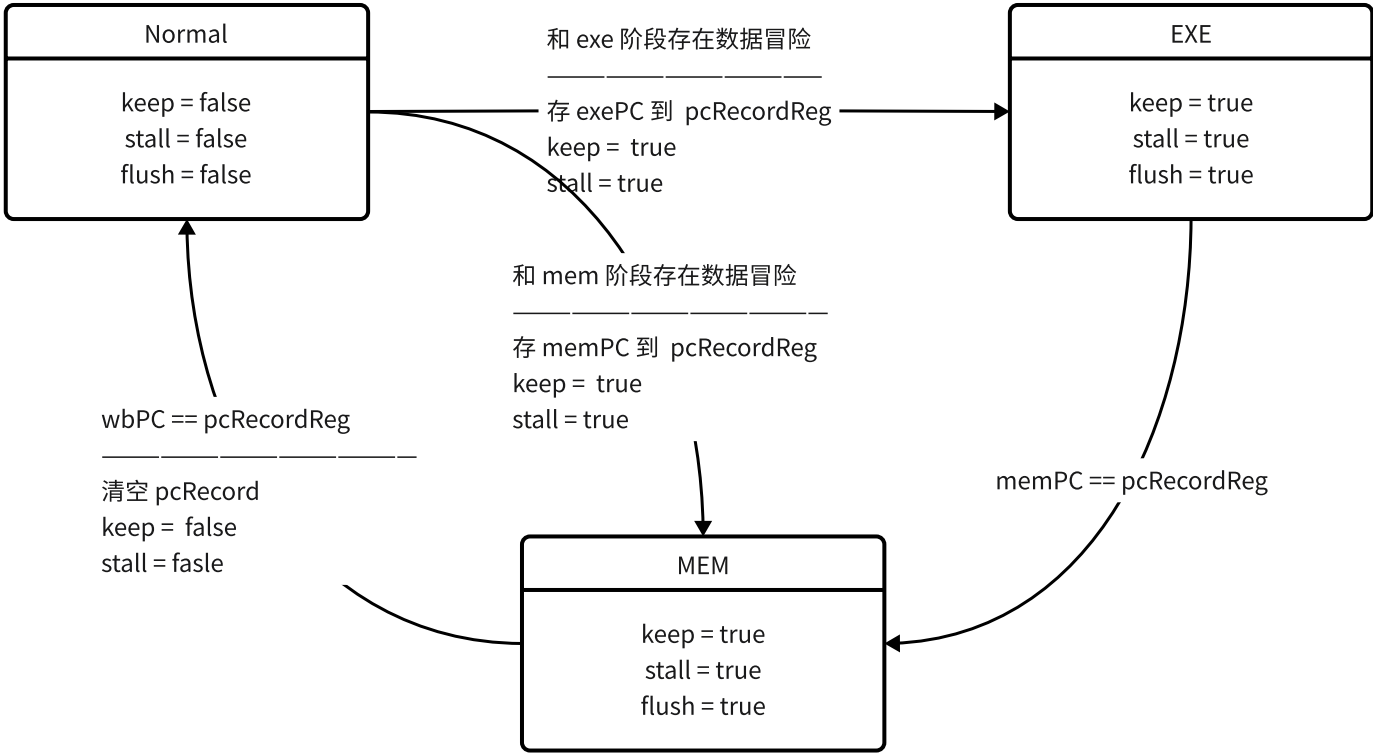 Normal
keep = false
stall = false
flush = false
和 exe 阶段存在数据冒险
————————————
存 exePC 到 pcRecordReg
keep = true
stall = true
EXE
keep = true
stall = true
flush = true
和 mem 阶段存在数据冒险
————————————
存 memPC 到 pcRecordReg
keep = true
stall = true
wbPC == pcRecordReg
————————————
清空 pcRecord
keep = false
stall = fasle
memPC == pcRecordReg
MEM
keep = true
stall = true
flush = true